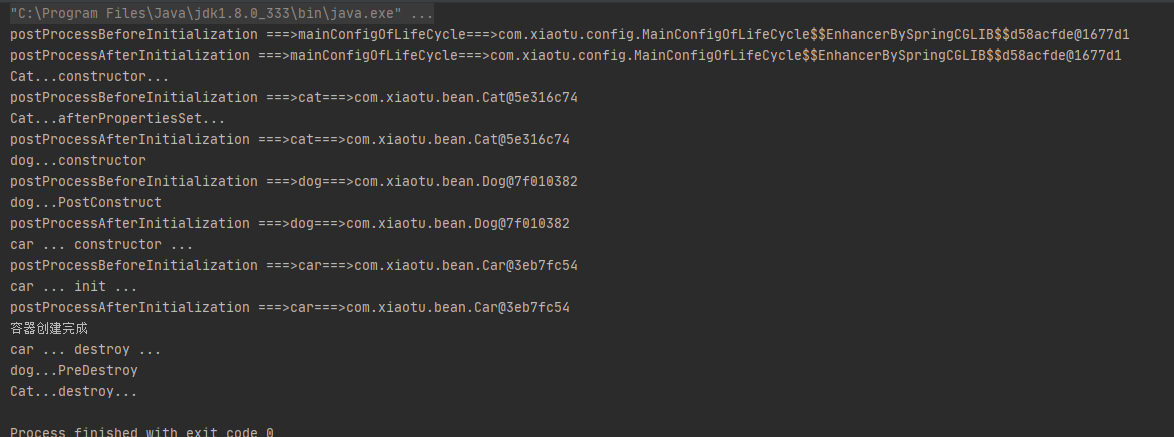 "C:\Program Files\Java\jdk1.8.0_333\bin\java.exe" ...
postProcessBeforeInitialization ===>mainConfigOfLifeCycle===>com.xiaotu.config.MainConfigOfLifeCycle$$EnhancerBySpringCGLIB$$d58acfde@1677d1
postProcessAfterInitialization ===>mainConfigOfLifeCycle===>com.xiaotu.config.MainConfigOfLifeCycle$$EnhancerBySpringCGLIB$$d58acfde@1677d1
Cat...constructor...
postProcessBeforeInitialization ===>cat===>com.xiaotu.bean.Cat@5e316c74
Cat...afterPropertiesSet...
postProcessAfterInitialization ===>cat===>com.xiaotu.bean.Cat@5e316c74
dog...constructor
postProcessBeforeInitialization ===>dog===>com.xiaotu.bean.Dog@7f010382
dog...PostConstruct
postProcessAfterInitialization ===>dog===>com.xiaotu.bean.Dog@7f010382
car ... constructor ...
postProcessBeforeInitialization ===>car===>com.xiaotu.bean.Car@3eb7fc54
car ... init ...
postProcessAfterInitialization ===>car===>com.xiaotu.bean.Car@3eb7fc54
容器创建完成
car ... destroy ...
dog...PreDestroy
Cat...destroy...
Process finished with exit code 0